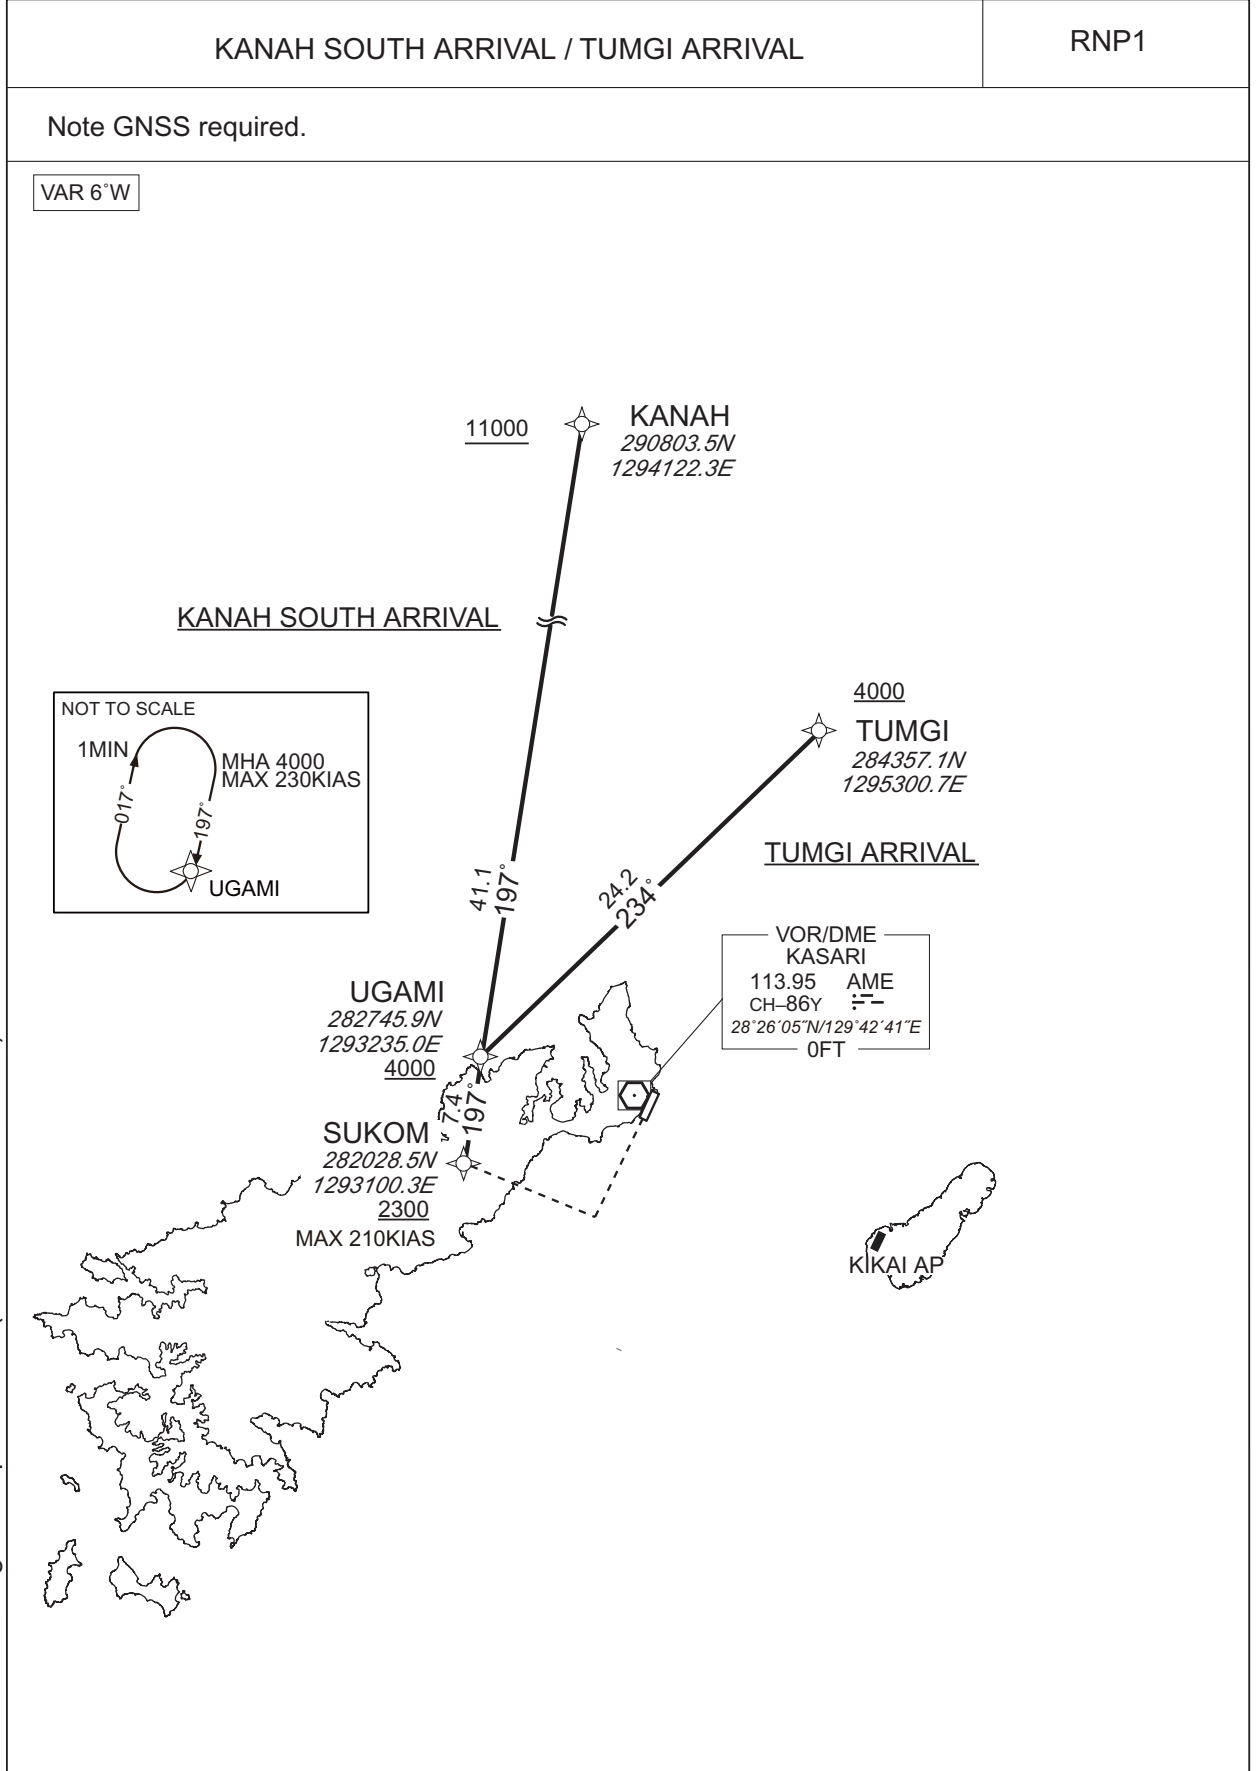 KANAH SOUTH ARRIVAL / TUMGI ARRIVAL
RNP1
Note GNSS required.
VAR 6°W
11000
KANAH
290803.5N
1294122.3E
KANAH SOUTH ARRIVAL
NOT TO SCALE
1MIN
MHA 4000
MAX 230KIAS
017°
197°
UGAMI
4000
TUMGI
284357.1N
1295300.7E
TUMGI ARRIVAL
41.1
197°
24.2
234°
VOR/DME
KASARI
113.95 AME
CH–86Y
28°26′05″N/129°42′41″E
0FT
UGAMI
282745.9N
1293235.0E
4000
7.4
197°
SUKOM
282028.5N
1293100.3E
2300
MAX 210KIAS
KIKAI AP